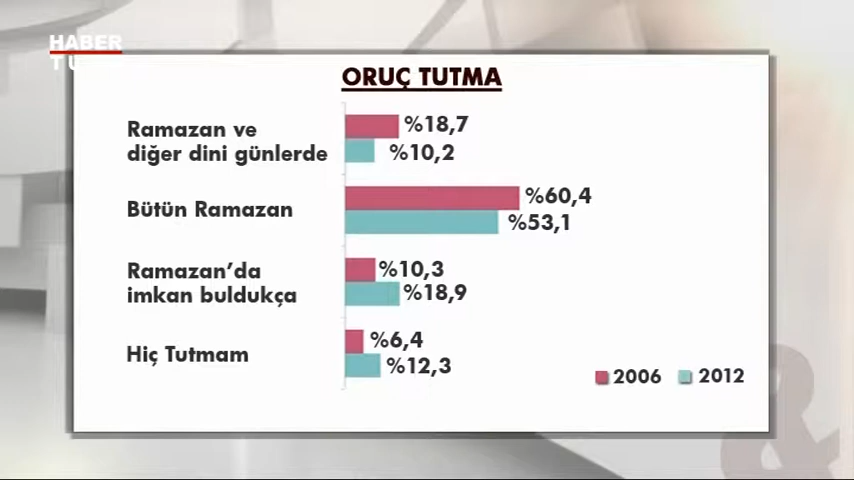 HABER
TU
ORUÇ TUTMA
Ramazan ve
diğer dini günlerde
%18,7
%10,2
Bütün Ramazan
%60,4
%53,1
Ramazan’da
imkan buldukça
%10,3
%18,9
Hiç Tutmam
%6,4
%12,3
2006 2012
&